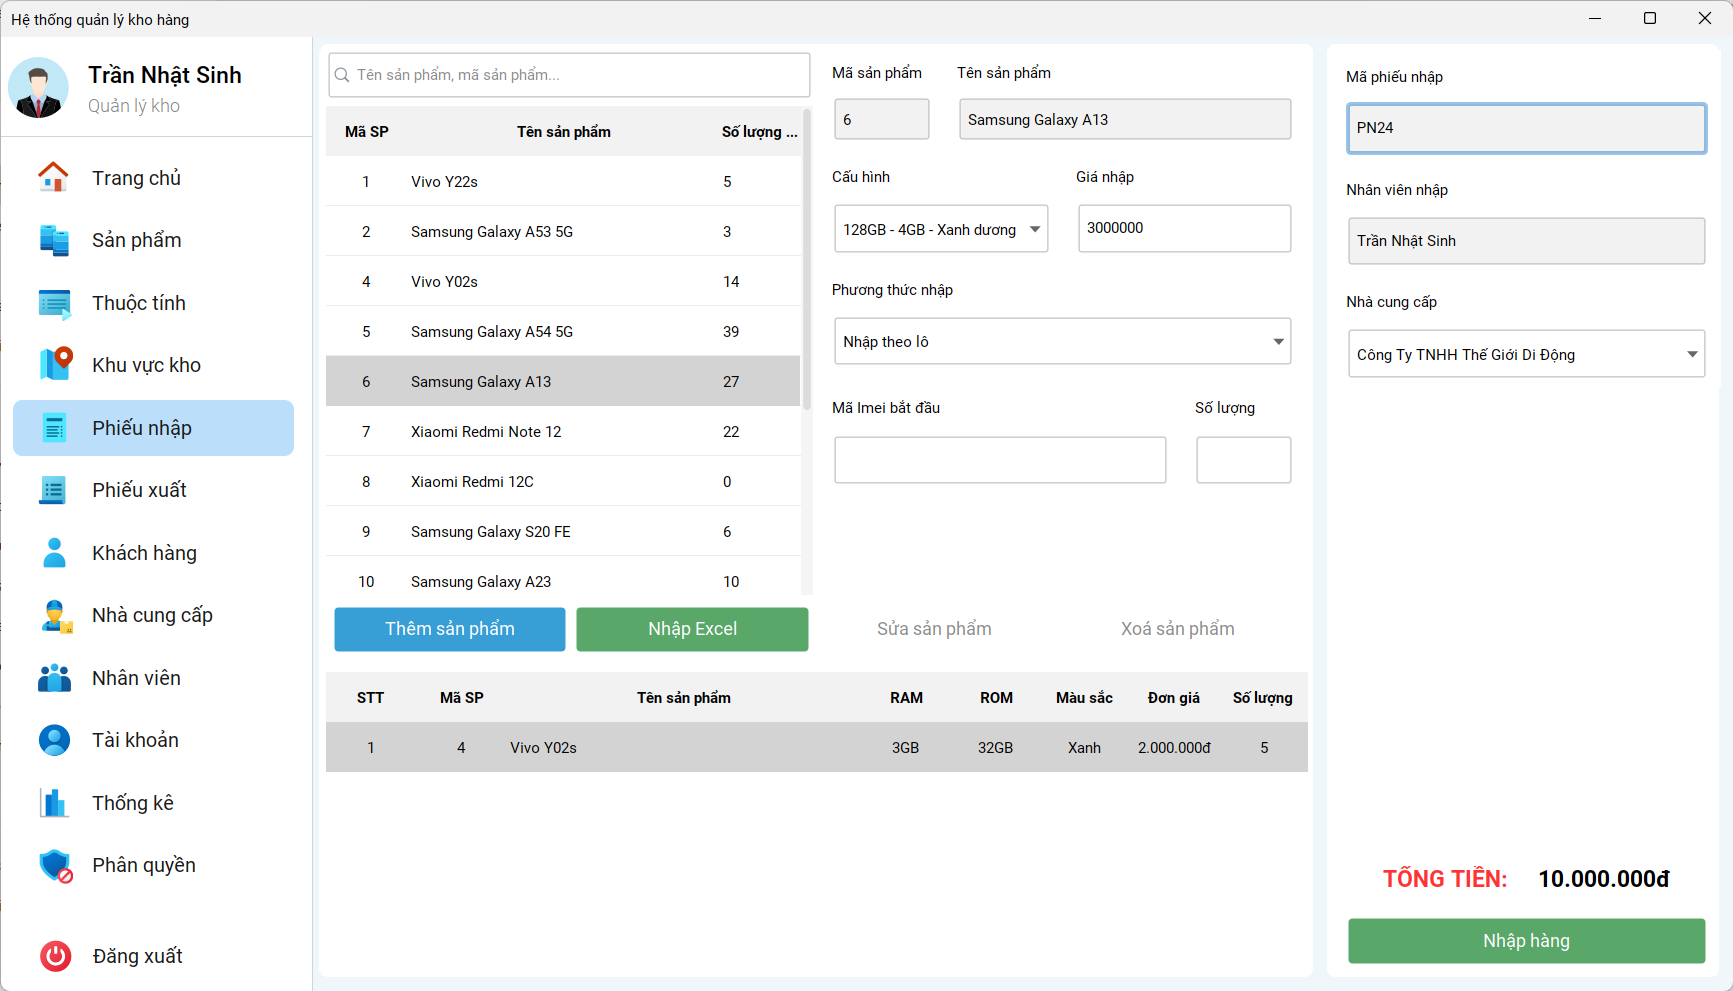 Hệ thống quản lý kho hàng
Trần Nhật Sinh
Quản lý kho
Trang chủ
Sản phẩm
Thuộc tính
Khu vực kho
Phiếu nhập
Phiếu xuất
Khách hàng
Nhà cung cấp
Nhân viên
Tài khoản
Thống kê
Phân quyền
Đăng xuất
Tên sản phẩm, mã sản phẩm...
Mã SP Tên sản phẩm Số lượng ...
1 Vivo Y22s 5
2 Samsung Galaxy A53 5G 3
4 Vivo Y02s 14
5 Samsung Galaxy A54 5G 39
6 Samsung Galaxy A13 27
7 Xiaomi Redmi Note 12 22
8 Xiaomi Redmi 12C 0
9 Samsung Galaxy S20 FE 6
10 Samsung Galaxy A23 10
Thêm sản phẩm Nhập Excel
Mã sản phẩm Tên sản phẩm
6 Samsung Galaxy A13
Cấu hình Giá nhập
128GB - 4GB - Xanh dương 3000000
Phương thức nhập
Nhập theo lô
Mã Imei bắt đầu Số lượng
Sửa sản phẩm Xoá sản phẩm
STT Mã SP Tên sản phẩm RAM ROM Màu sắc Đơn giá Số lượng
1 4 Vivo Y02s 3GB 32GB Xanh 2.000.000đ 5
Mã phiếu nhập
PN24
Nhân viên nhập
Trần Nhật Sinh
Nhà cung cấp
Công Ty TNHH Thế Giới Di Động
TỔNG TIỀN: 10.000.000đ
Nhập hàng